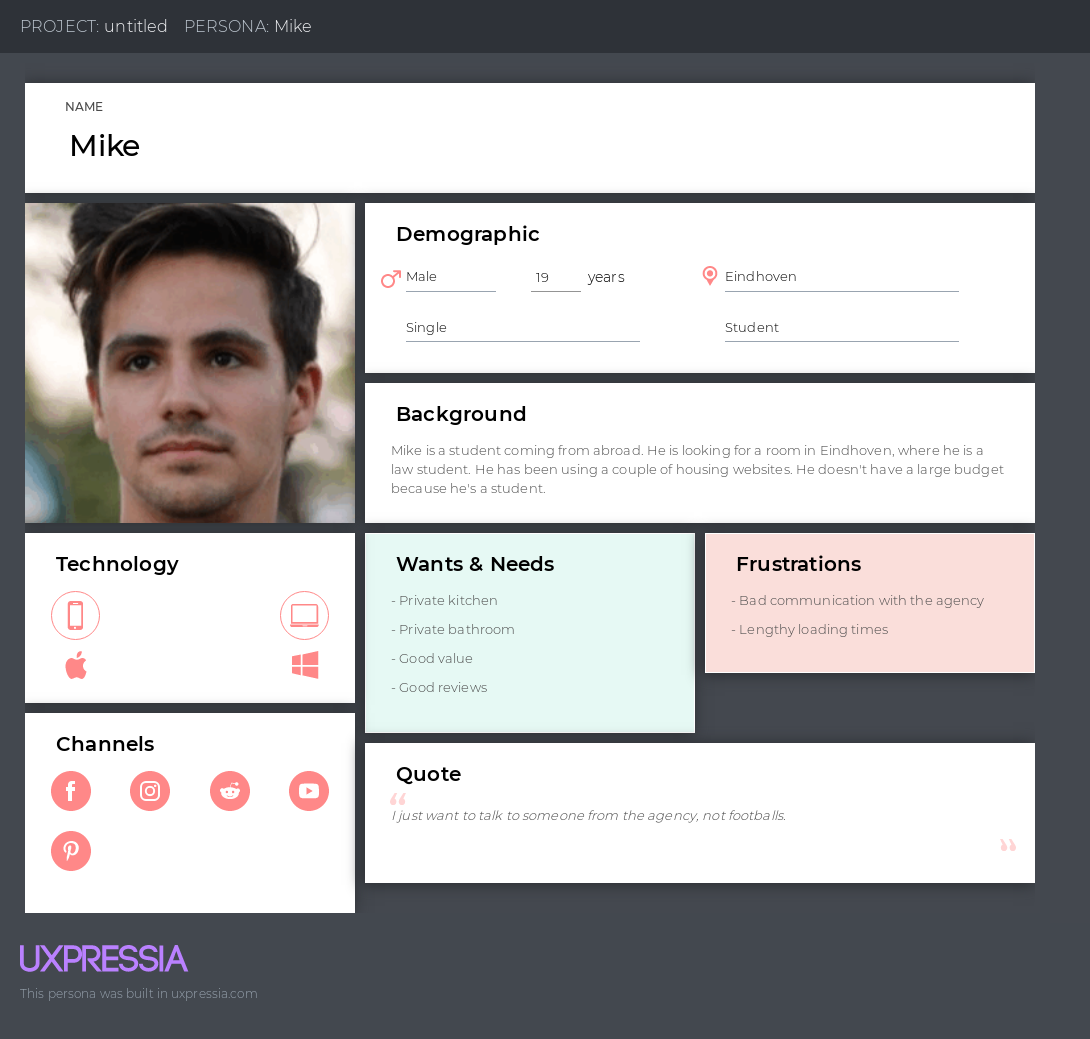 PROJECT: untitled PERSONA: Mike
NAME
Mike
Demographic
Male 19 years Eindhoven
Single Student
Background
Mike is a student coming from abroad. He is looking for a room in Eindhoven, where he is a
law student. He has been using a couple of housing websites. He doesn't have a large budget
because he's a student.
Technology
Wants & Needs
- Private kitchen
- Private bathroom
- Good value
- Good reviews
Frustrations
- Bad communication with the agency
- Lengthy loading times
Channels
Quote
“
I just want to talk to someone from the agency, not footballs.
”
UXPRESSIA
This persona was built in uxpressia.com